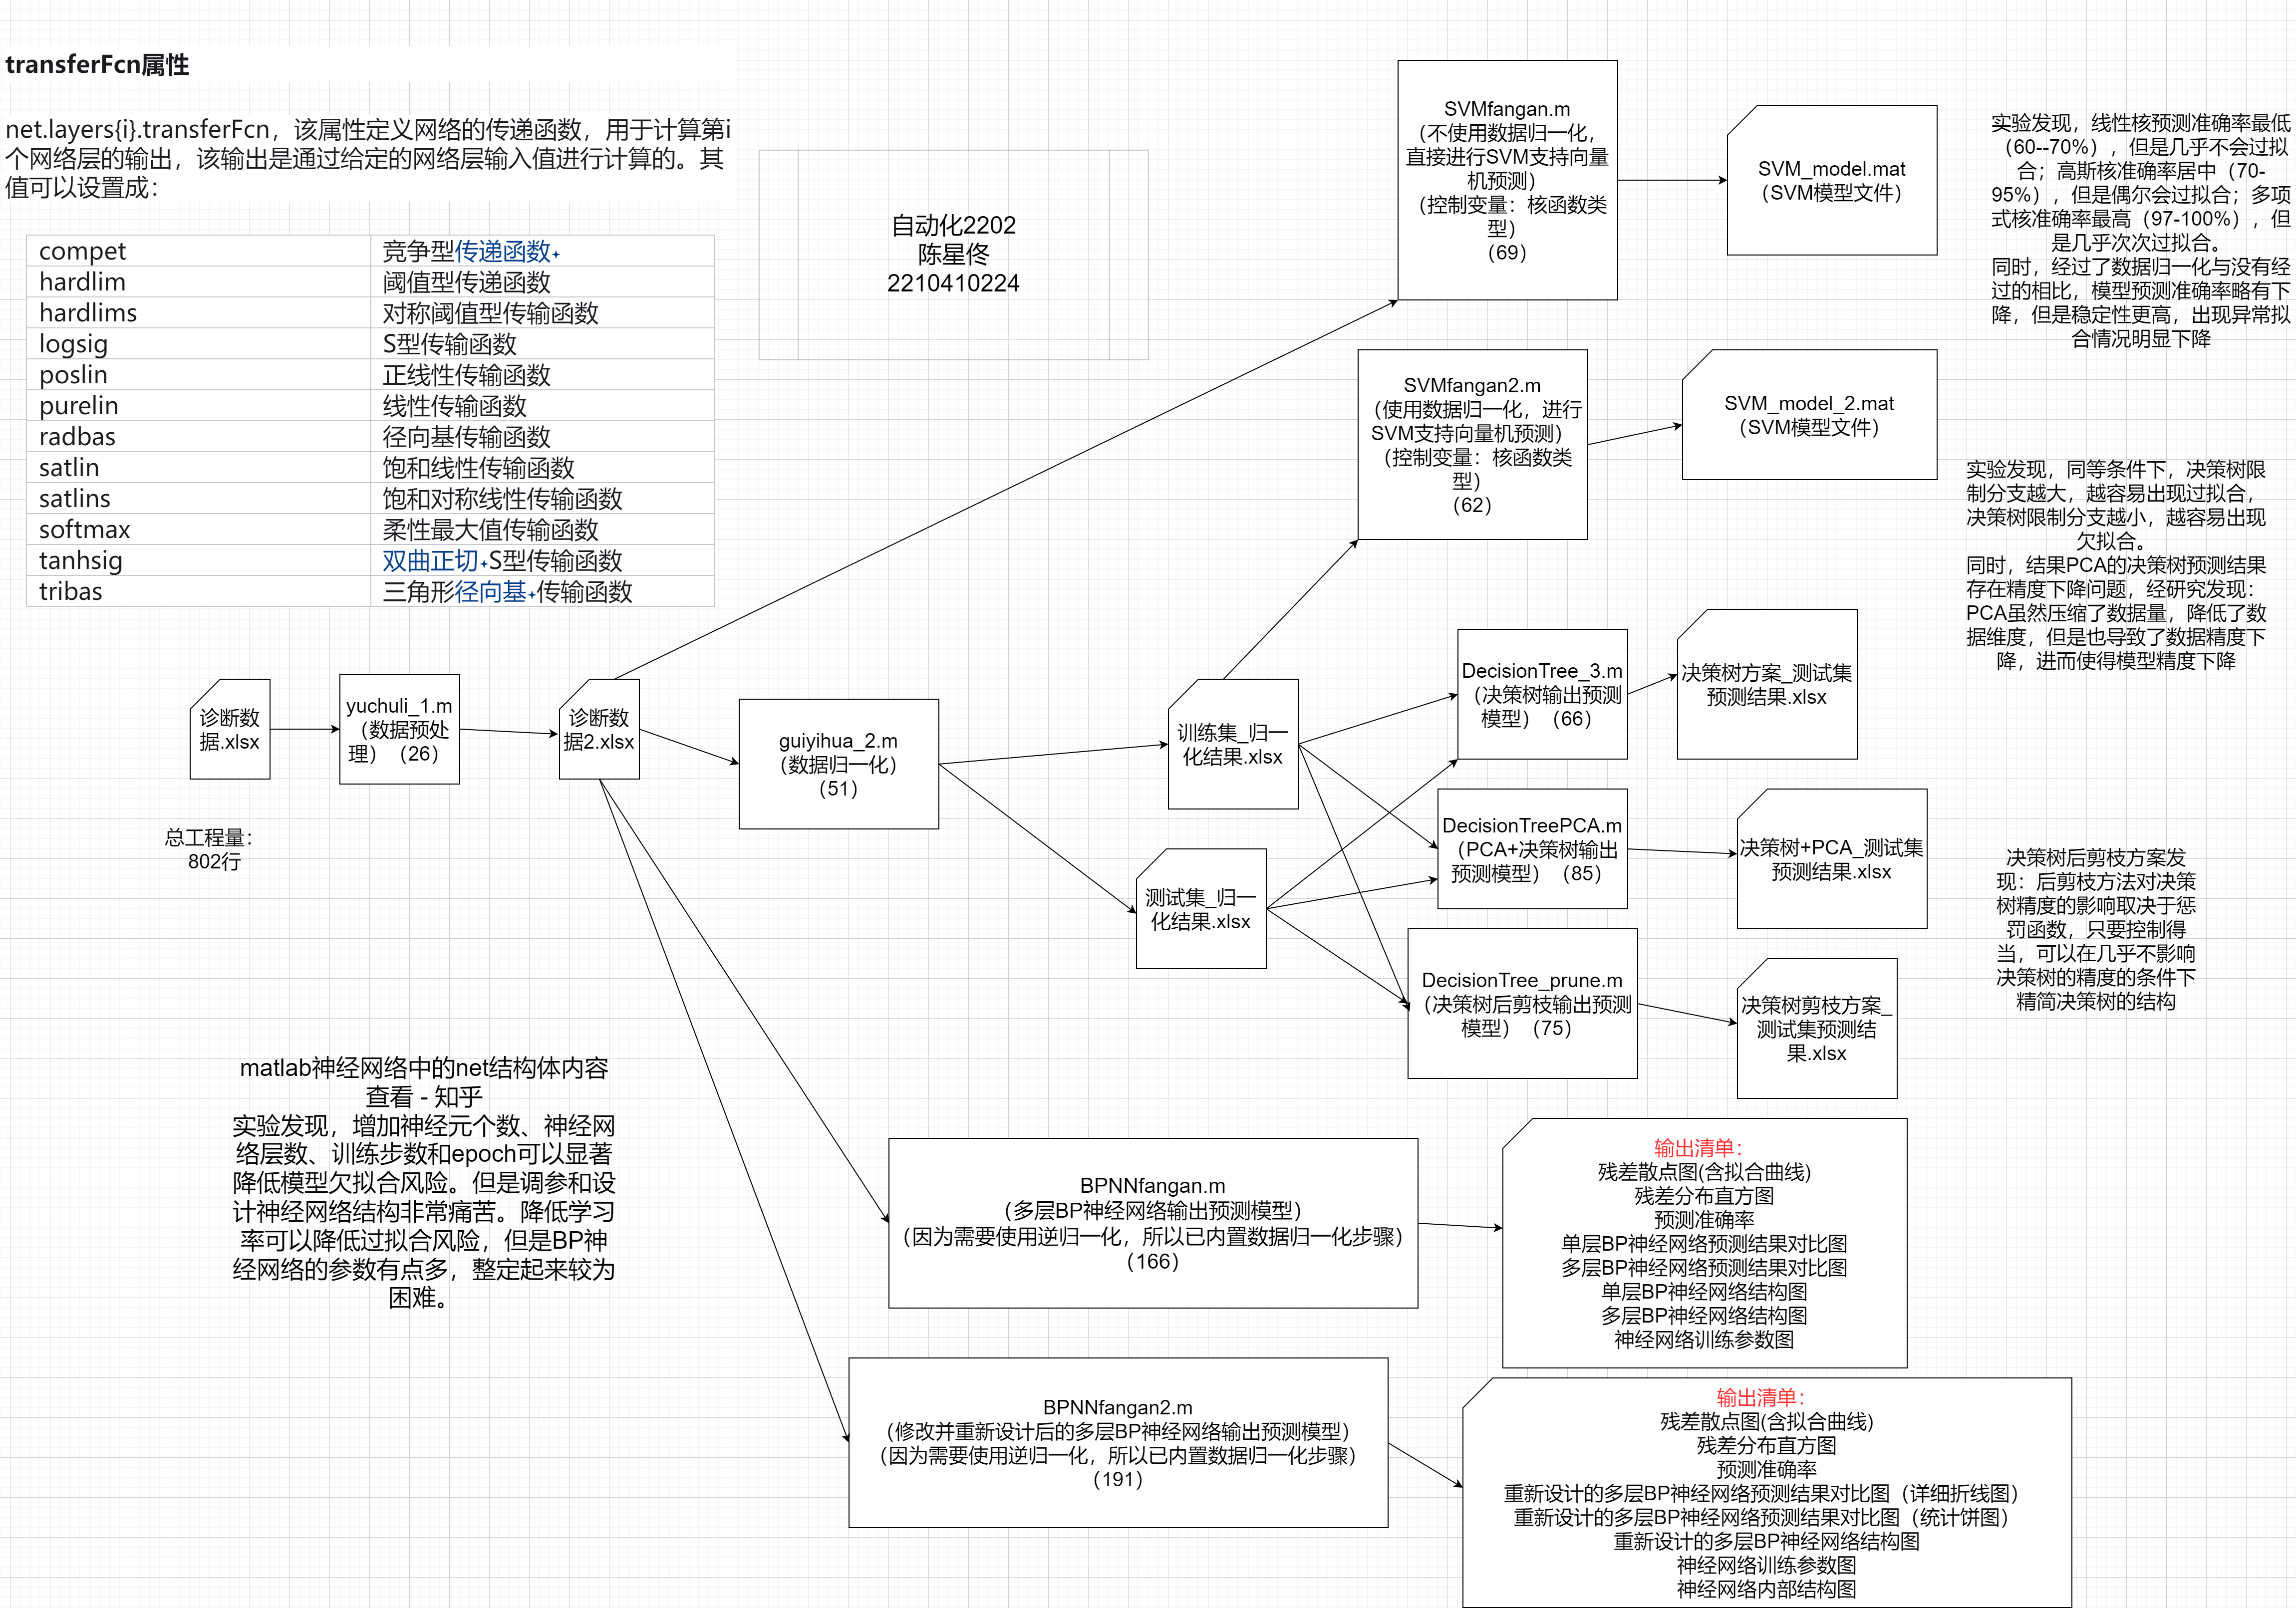 transferFcn属性
net.layers{i}.transferFcn，该属性定义网络的传递函数，用于计算第i
个网络层的输出，该输出是通过给定的网络层输入值进行计算的。其
值可以设置成：
compet 竞争型传递函数
hardlim 阈值型传递函数
hardlims 对称阈值型传输函数
logsig S型传输函数
poslin 正线性传输函数
purelin 线性传输函数
radbas 径向基传输函数
satlin 饱和线性传输函数
satlins 饱和对称线性传输函数
softmax 柔性最大值传输函数
tanhsig 双曲正切S型传输函数
tribas 三角形径向基传输函数
自动化2202
陈星佟
2210410224
SVMfangan.m
（不使用数据归一化，
直接进行SVM支持向量
机预测）
（控制变量：核函数类
型）
（69）
SVM_model.mat
（SVM模型文件）
实验发现，线性核预测准确率最低
（60--70%），但是几乎不会过拟
合；高斯核准确率居中（70-
95%），但是偶尔会过拟合；多项
式核准确率最高（97-100%），但
是几乎次次过拟合。
同时，经过了数据归一化与没有经
过的相比，模型预测准确率略有下
降，但是稳定性更高，出现异常拟
合情况明显下降
SVMfangan2.m
（使用数据归一化，进行
SVM支持向量机预测）
（控制变量：核函数类
型）
（62）
SVM_model_2.mat
（SVM模型文件）
实验发现，同等条件下，决策树限
制分支越大，越容易出现过拟合，
决策树限制分支越小，越容易出现
欠拟合。
同时，结果PCA的决策树预测结果
存在精度下降问题，经研究发现：
PCA虽然压缩了数据量，降低了数
据维度，但是也导致了数据精度下
降，进而使得模型精度下降
诊断数
据.xlsx
yuchuli_1.m
（数据预处
理）（26）
诊断数
据2.xlsx
guiyihua_2.m
（数据归一化）
（51）
训练集_归一
化结果.xlsx
测试集_归一
化结果.xlsx
总工程量：
802行
DecisionTree_3.m
（决策树输出预测
模型）（66）
决策树方案_测试集
预测结果.xlsx
DecisionTreePCA.m
（PCA+决策树输出
预测模型）（85）
决策树+PCA_测试集
预测结果.xlsx
DecisionTree_prune.m
（决策树后剪枝输出预测
模型）（75）
决策树剪枝方案_
测试集预测结
果.xlsx
决策树后剪枝方案发
现：后剪枝方法对决策
树精度的影响取决于惩
罚函数，只要控制得
当，可以在几乎不影响
决策树的精度的条件下
精简决策树的结构
matlab神经网络中的net结构体内容
查看 - 知乎
实验发现，增加神经元个数、神经网
络层数、训练步数和epoch可以显著
降低模型欠拟合风险。但是调参和设
计神经网络结构非常痛苦。降低学习
率可以降低过拟合风险，但是BP神
经网络的参数有点多，整定起来较为
困难。
BPNNfangan.m
（多层BP神经网络输出预测模型）
（因为需要使用逆归一化，所以已内置数据归一化步骤）
（166）
输出清单：
残差散点图(含拟合曲线)
残差分布直方图
预测准确率
单层BP神经网络预测结果对比图
多层BP神经网络预测结果对比图
单层BP神经网络结构图
多层BP神经网络结构图
神经网络训练参数图
BPNNfangan2.m
（修改并重新设计后的多层BP神经网络输出预测模型）
（因为需要使用逆归一化，所以已内置数据归一化步骤）
（191）
输出清单：
残差散点图(含拟合曲线)
残差分布直方图
预测准确率
重新设计的多层BP神经网络预测结果对比图（详细折线图）
重新设计的多层BP神经网络预测结果对比图（统计饼图）
重新设计的多层BP神经网络结构图
神经网络训练参数图
神经网络内部结构图